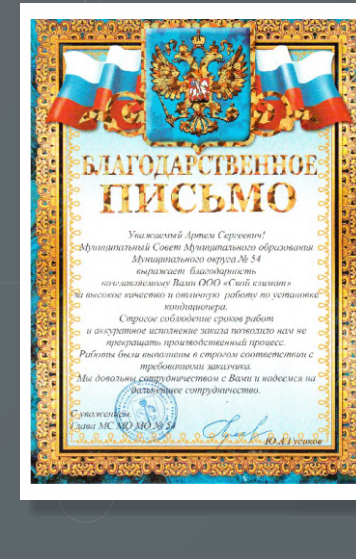 БЛАГОДАРСТВЕННОЕ
ПИСЬМО
Уважаемый Артем Сергеевич!
Муниципальный Совет Муниципального образования
Муниципального округа № 54
выражает благодарность
возглавляемому Вами ООО «Свой климат»
за высокое качество и отличную работу по установке
кондиционера.
Строгое соблюдение сроков работ
и аккуратное исполнение заказа позволило нам не
прекращать производственный процесс.
Работы были выполнены в строгом соответствии с
требованиями заказчика.
Мы довольны сотрудничеством с Вами и надеемся на
дальнейшее сотрудничество.
С уважением
Глава МС МО МО № 54
Ю.А.Гусаков